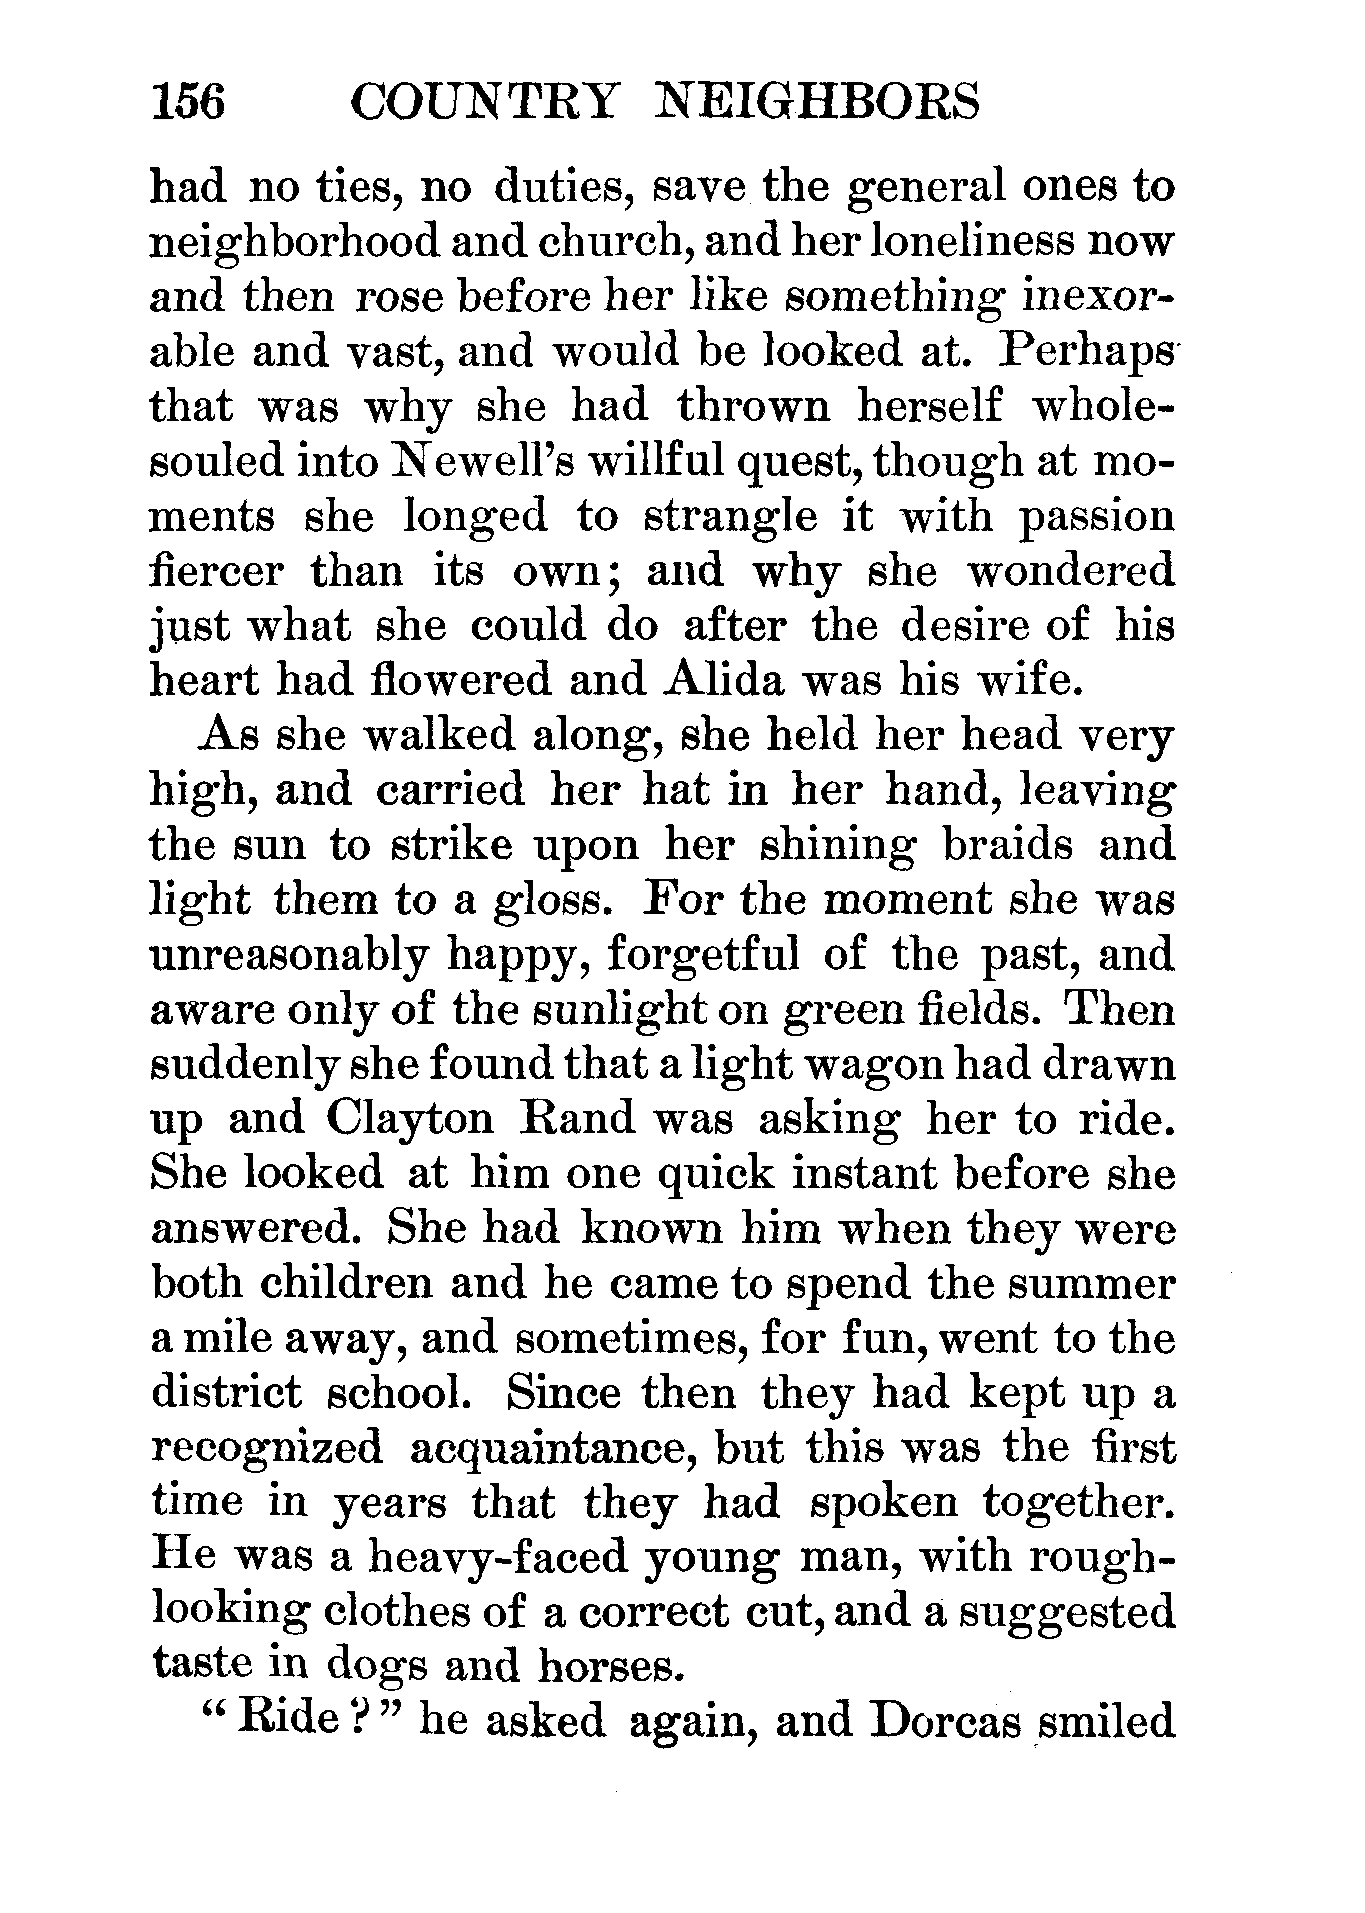 156 COUNTRY NEIGHBORS
had no ties, no duties, save the general ones to
neighborhood and church, and her loneliness now
and then rose before her like something inexor-
able and vast, and would be looked at. Perhaps
that was why she had thrown herself whole-
souled into Newell's willful quest, though at mo-
ments she longed to strangle it with passion
fiercer than its own; and why she wondered
just what she could do after the desire of his
heart had flowered and Alida was his wife.
As she walked along, she held her head very
high, and carried her hat in her hand, leaving
the sun to strike upon her shining braids and
light them to a gloss. For the moment she was
unreasonably happy, forgetful of the past, and
aware only of the sunlight on green fields. Then
suddenly she found that a light wagon had drawn
up and Clayton Rand was asking her to ride.
She looked at him one quick instant before she
answered. She had known him when they were
both children and he came to spend the summer
a mile away, and sometimes, for fun, went to the
district school. Since then they had kept up a
recognized acquaintance, but this was the first
time in years that they had spoken together.
He was a heavy-faced young man, with rough-
looking clothes of a correct cut, and a suggested
taste in dogs and horses.
"Ride?" he asked again, and Dorcas smiled